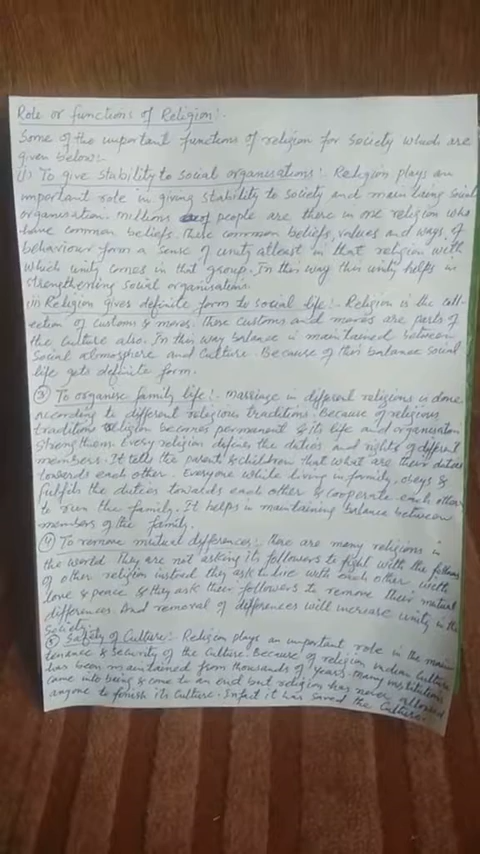 Role or functions of Religion:-
Some of the important functions of religion for society which are
given below:-
(i) To give stability to social organisations:- Religion plays an
important role in giving stability to society and maintaing social
organisation. millions of people are there in one religion who
have common beliefs. These common beliefs, values and ways of
behaviour form a sense of unity atleast in that religion with
which unity comes in that group. In this way this unity helps in
strengthening social organisation.
(ii) Religion gives definite form to social life:- Religion is the coll-
ection of customs & mores. These customs and mores are parts of
the culture also. In this way balance is maintained between
Social atmosphere and Culture. Because of this balance social
life gets definite form.
(3) To organise family life:- marriage in different religions is done
according to different religious traditions. Because of religious
traditions religion becomes permanent & its life and organisation
strengthens. Every religion defines the duties and rights of different
members. It tells the parents & children that what are their duties
towards each other. Everyone while living in family, obeys &
fulfils the duties towards each other & cooperate each other
to run the family. It helps in maintaining balance between
members of the family.
(4) To remove mutual differences:- there are many religions in
the world. They are not asking its followers to fight with the followers
of other religion instead they ask to live with each other with
love & peace & they ask their followers to remove their mutual
differences. And removal of differences will increase unity in the
Society.
(5) Safety of Culture:- Religion plays an important role in the main
tenance & security of the Culture. Because of religion Indian Culture
has been maintained from thousands of years. Many institutions
came into being & come to an end but religion has never allowed
anyone to finish its Culture. Infact it has saved the Culture.